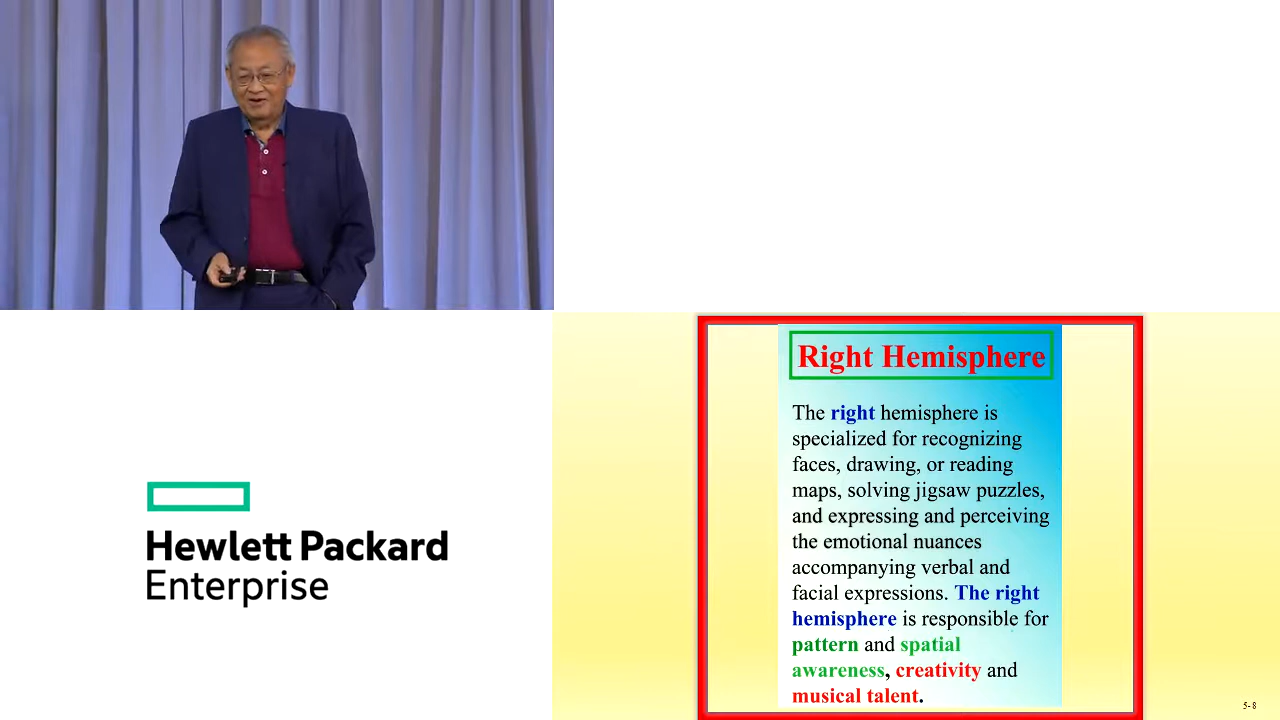 Hewlett Packard
Enterprise
Right Hemisphere
The right hemisphere is
specialized for recognizing
faces, drawing, or reading
maps, solving jigsaw puzzles,
and expressing and perceiving
the emotional nuances
accompanying verbal and
facial expressions. The right
hemisphere is responsible for
pattern and spatial
awareness, creativity and
musical talent.
5-8